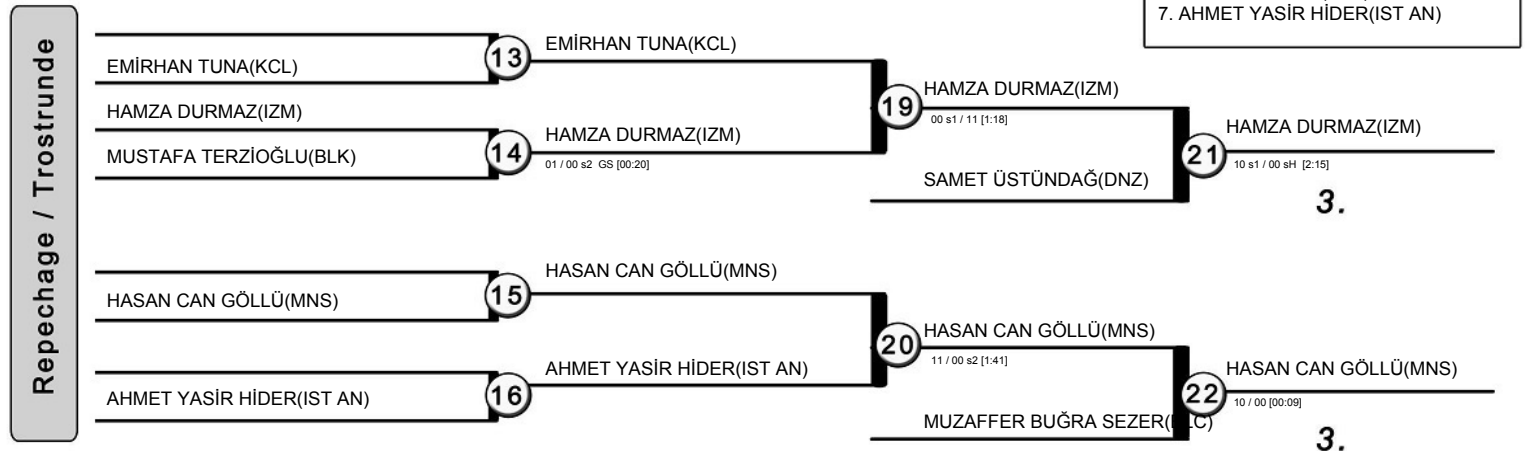 7. AHMET YASİR HİDER(IST AN)
Repechage / Trostrunde
EMİRHAN TUNA(KCL)
13
EMİRHAN TUNA(KCL)
HAMZA DURMAZ(IZM)
MUSTAFA TERZİOĞLU(BLK)
14
HAMZA DURMAZ(IZM)
01 / 00 s2 GS [00:20]
19
HAMZA DURMAZ(IZM)
00 s1 / 11 [1:18]
SAMET ÜSTÜNDAĞ(DNZ)
21
HAMZA DURMAZ(IZM)
10 s1 / 00 sH [2:15]
3.
HASAN CAN GÖLLÜ(MNS)
15
HASAN CAN GÖLLÜ(MNS)
AHMET YASİR HİDER(IST AN)
16
AHMET YASİR HİDER(IST AN)
20
HASAN CAN GÖLLÜ(MNS)
11 / 00 s2 [1:41]
MUZAFFER BUĞRA
22
HASAN CAN GÖLLÜ(MNS)
10 / 00 [00:09]
3.